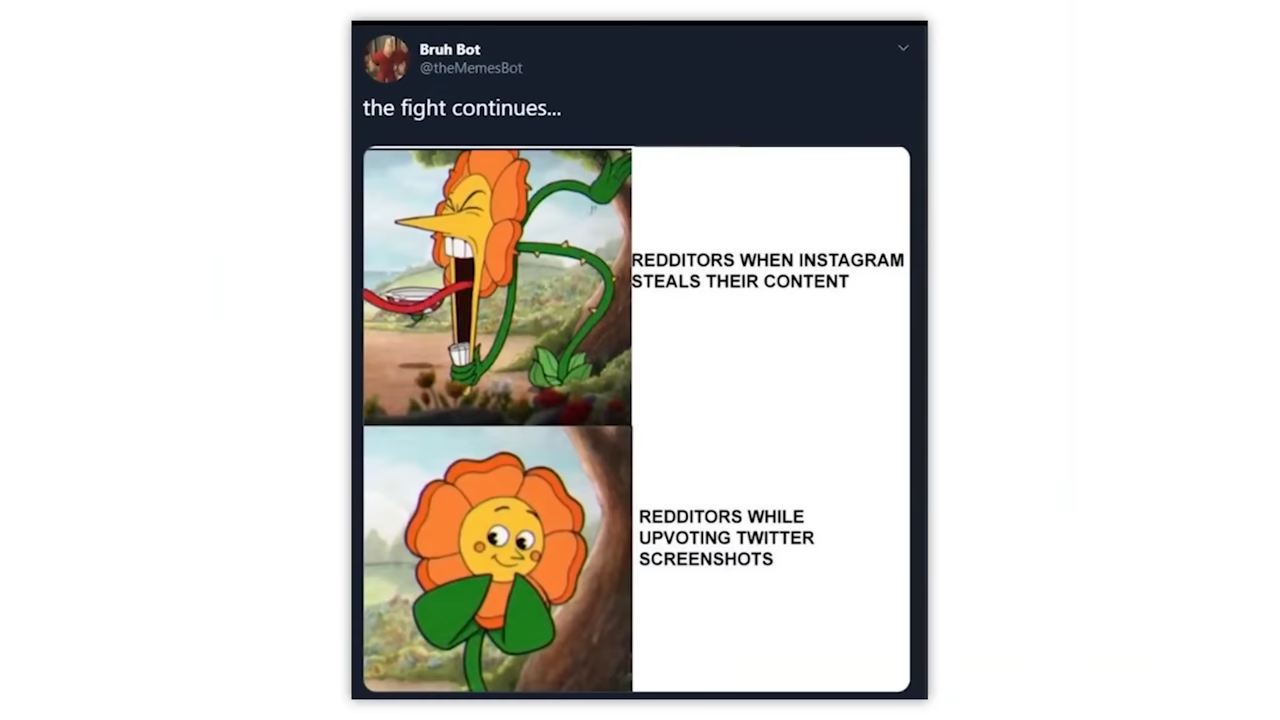 Bruh Bot
@theMemesBot
the fight continues...
REDDITORS WHEN INSTAGRAM
STEALS THEIR CONTENT
REDDITORS WHILE
UPVOTING TWITTER
SCREENSHOTS